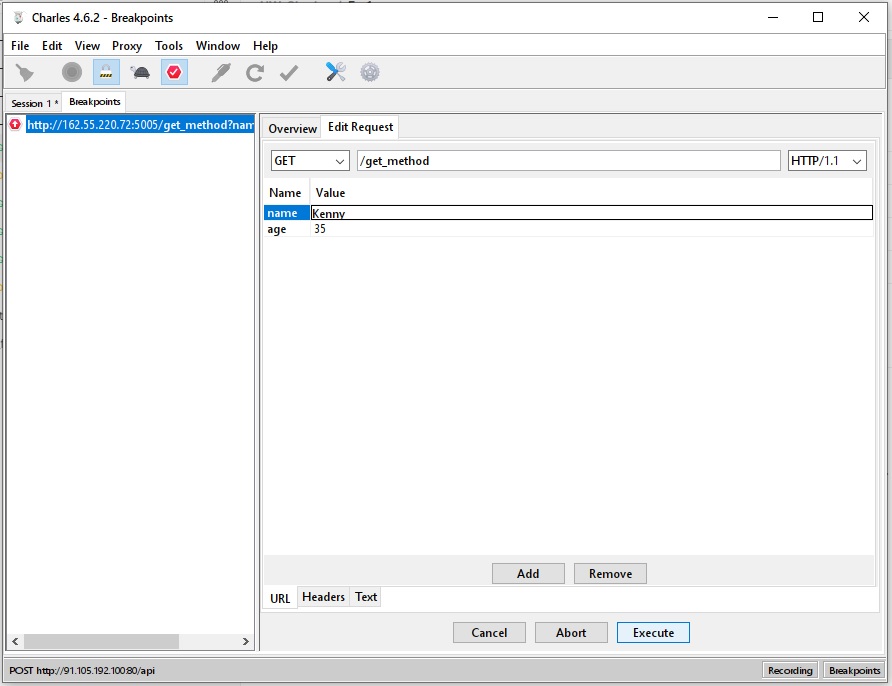 Charles 4.6.2 - Breakpoints
File Edit View Proxy Tools Window Help
Session 1 * Breakpoints
http://162.55.220.72:5005/get_method?nam
Overview Edit Request
GET /get_method HTTP/1.1
Name Value
name Kenny
age 35
Add Remove
URL Headers Text
Cancel Abort Execute
POST http://91.105.192.100:80/api Recording Breakpoints